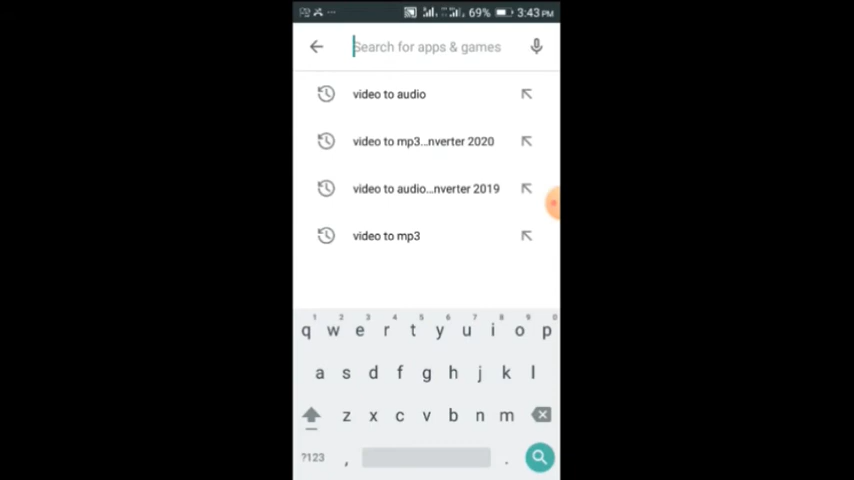 69% 3:43 PM
Search for apps & games
video to audio
video to mp3...nverter 2020
video to audio...nverter 2019
video to mp3
1 2 3 4 5 6 7 8 9 0
q w e r t y u i o p
a s d f g h j k l
z x c v b n m
?123 , .